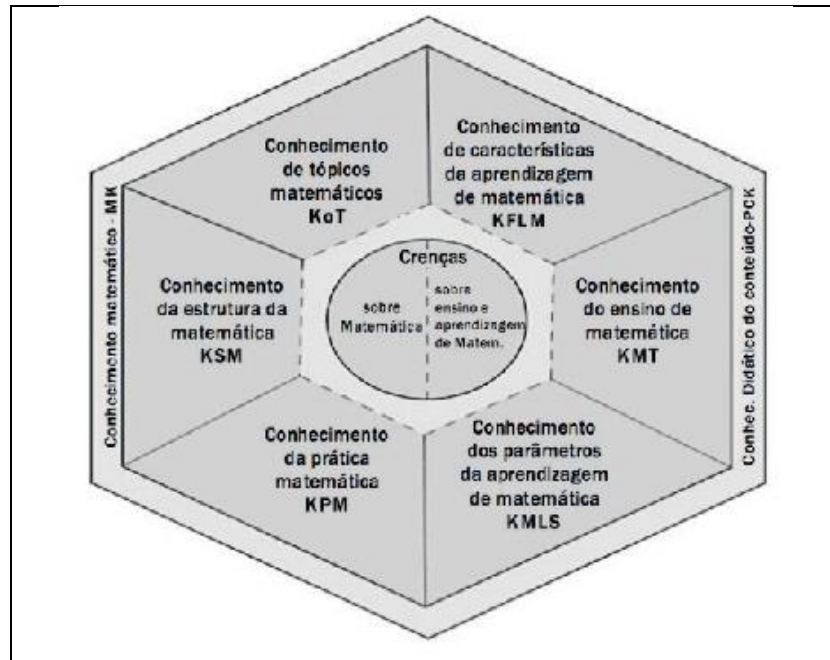 Conhecimento
de tópicos
matemáticos
KoT
Conhecimento
de características
da aprendizagem
de matemática
KFLM
Conhecimento matemático - MK
Conhecimento
da estrutura da
matemática
KSM
Crenças
sobre
Matemática
sobre
ensino e
aprendizagem
de Matem.
Conhecimento
do ensino de
matemática
KMT
Conhec. Didático do conteúdo-PCK
Conhecimento
da prática
matemática
KPM
Conhecimento
dos parâmetros
da aprendizagem
de matemática
KMLS